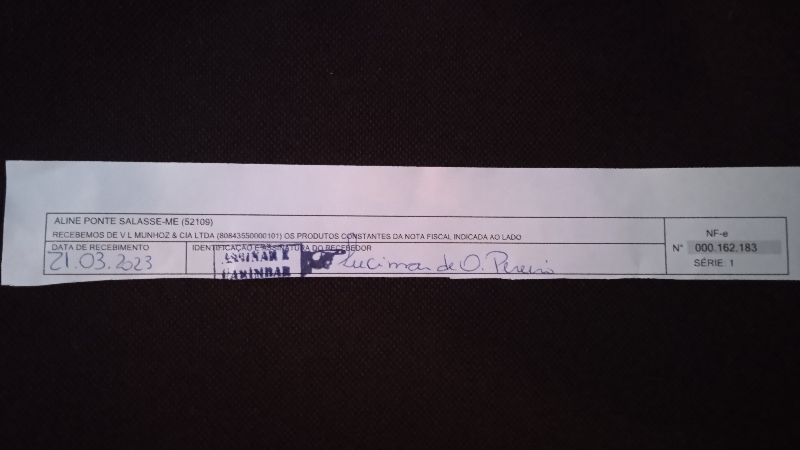 ALINE PONTE SALASSE-ME (52109)
RECEBEMOS DE V L MUNHOZ & CIA LTDA (80843550000101) OS PRODUTOS CONSTANTES DA NOTA FISCAL INDICADA AO LADO
DATA DE RECEBIMENTO
21.03.2023
IDENTIFICAÇÃO E ASSINATURA DO RECEBEDOR
ASSINAR E
CARIMBAR
Lucimar de O. Pereira
NF-e
N° 000.162.183
SÉRIE: 1